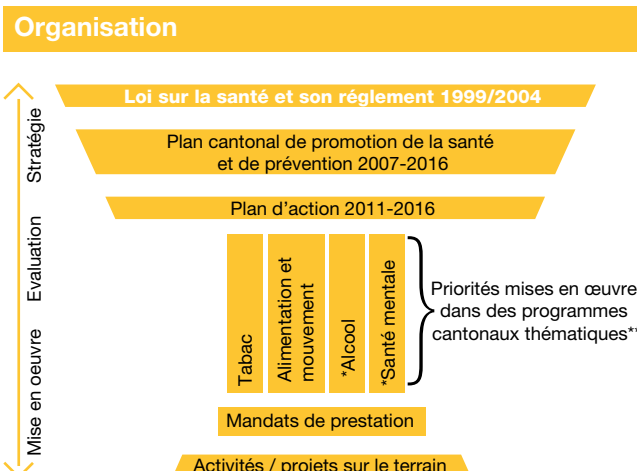 Organisation
Loi sur la santé et son réglement 1999/2004
Plan cantonal de promotion de la santé
et de prévention 2007-2016
Plan d'action 2011-2016
Stratégie
Evaluation
Mise en oeuvre
Tabac
Alimentation et
mouvement
*Alcool
*Santé mentale
Priorités mises en œuvre
dans des programmes
cantonaux thématiques**
Mandats de prestation
Activités / projets sur le terrain